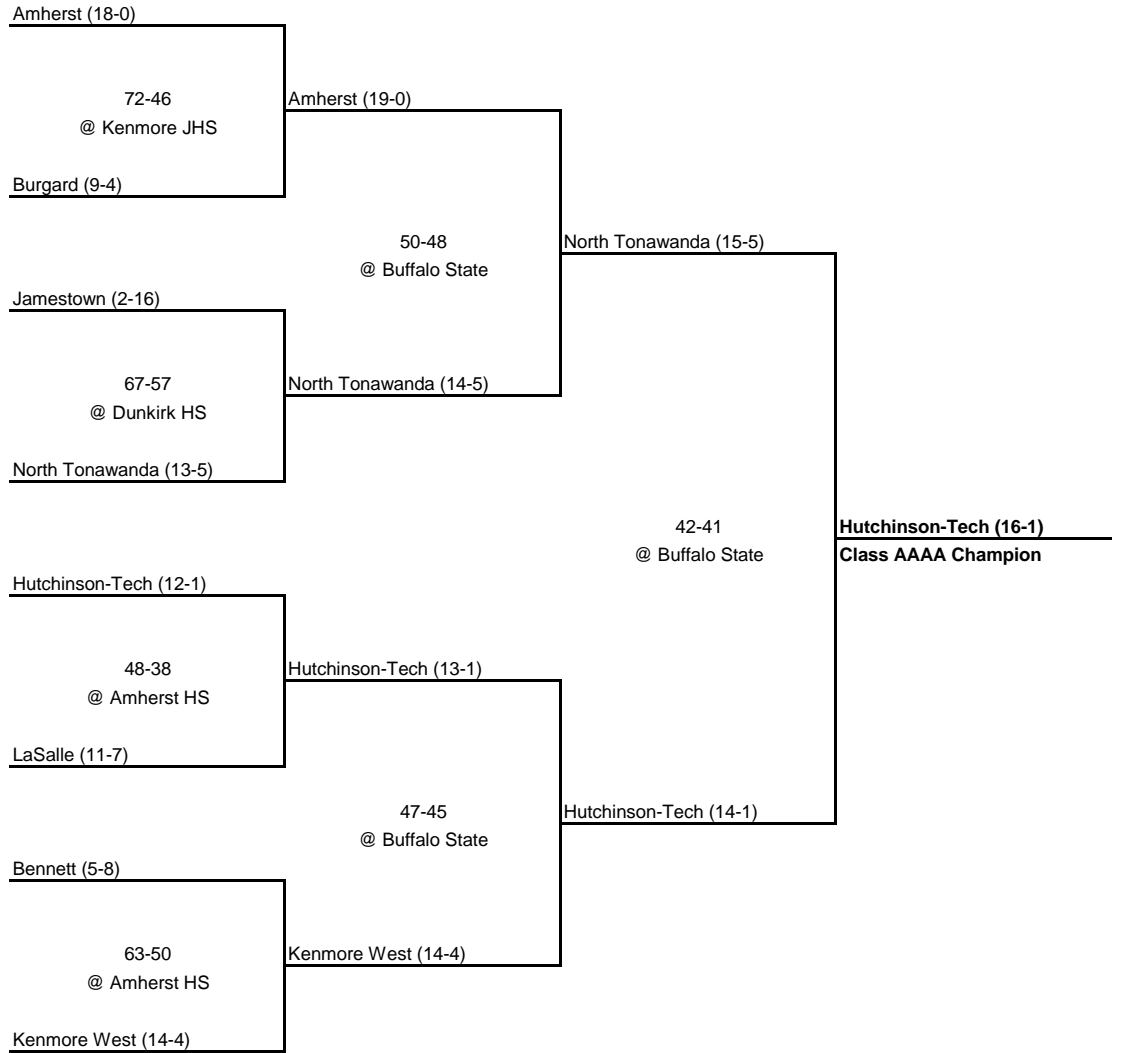 Amherst (18-0)
72-46
@ Kenmore JHS
Amherst (19-0)
Burgard (9-4)
50-48
@ Buffalo State
North Tonawanda (15-5)
Jamestown (2-16)
67-57
@ Dunkirk HS
North Tonawanda (14-5)
North Tonawanda (13-5)
42-41
@ Buffalo State
Hutchinson-Tech (16-1)
Class AAAA Champion
Hutchinson-Tech (12-1)
48-38
@ Amherst HS
Hutchinson-Tech (13-1)
LaSalle (11-7)
47-45
@ Buffalo State
Hutchinson-Tech (14-1)
Bennett (5-8)
63-50
@ Amherst HS
Kenmore West (14-4)
Kenmore West (14-4)